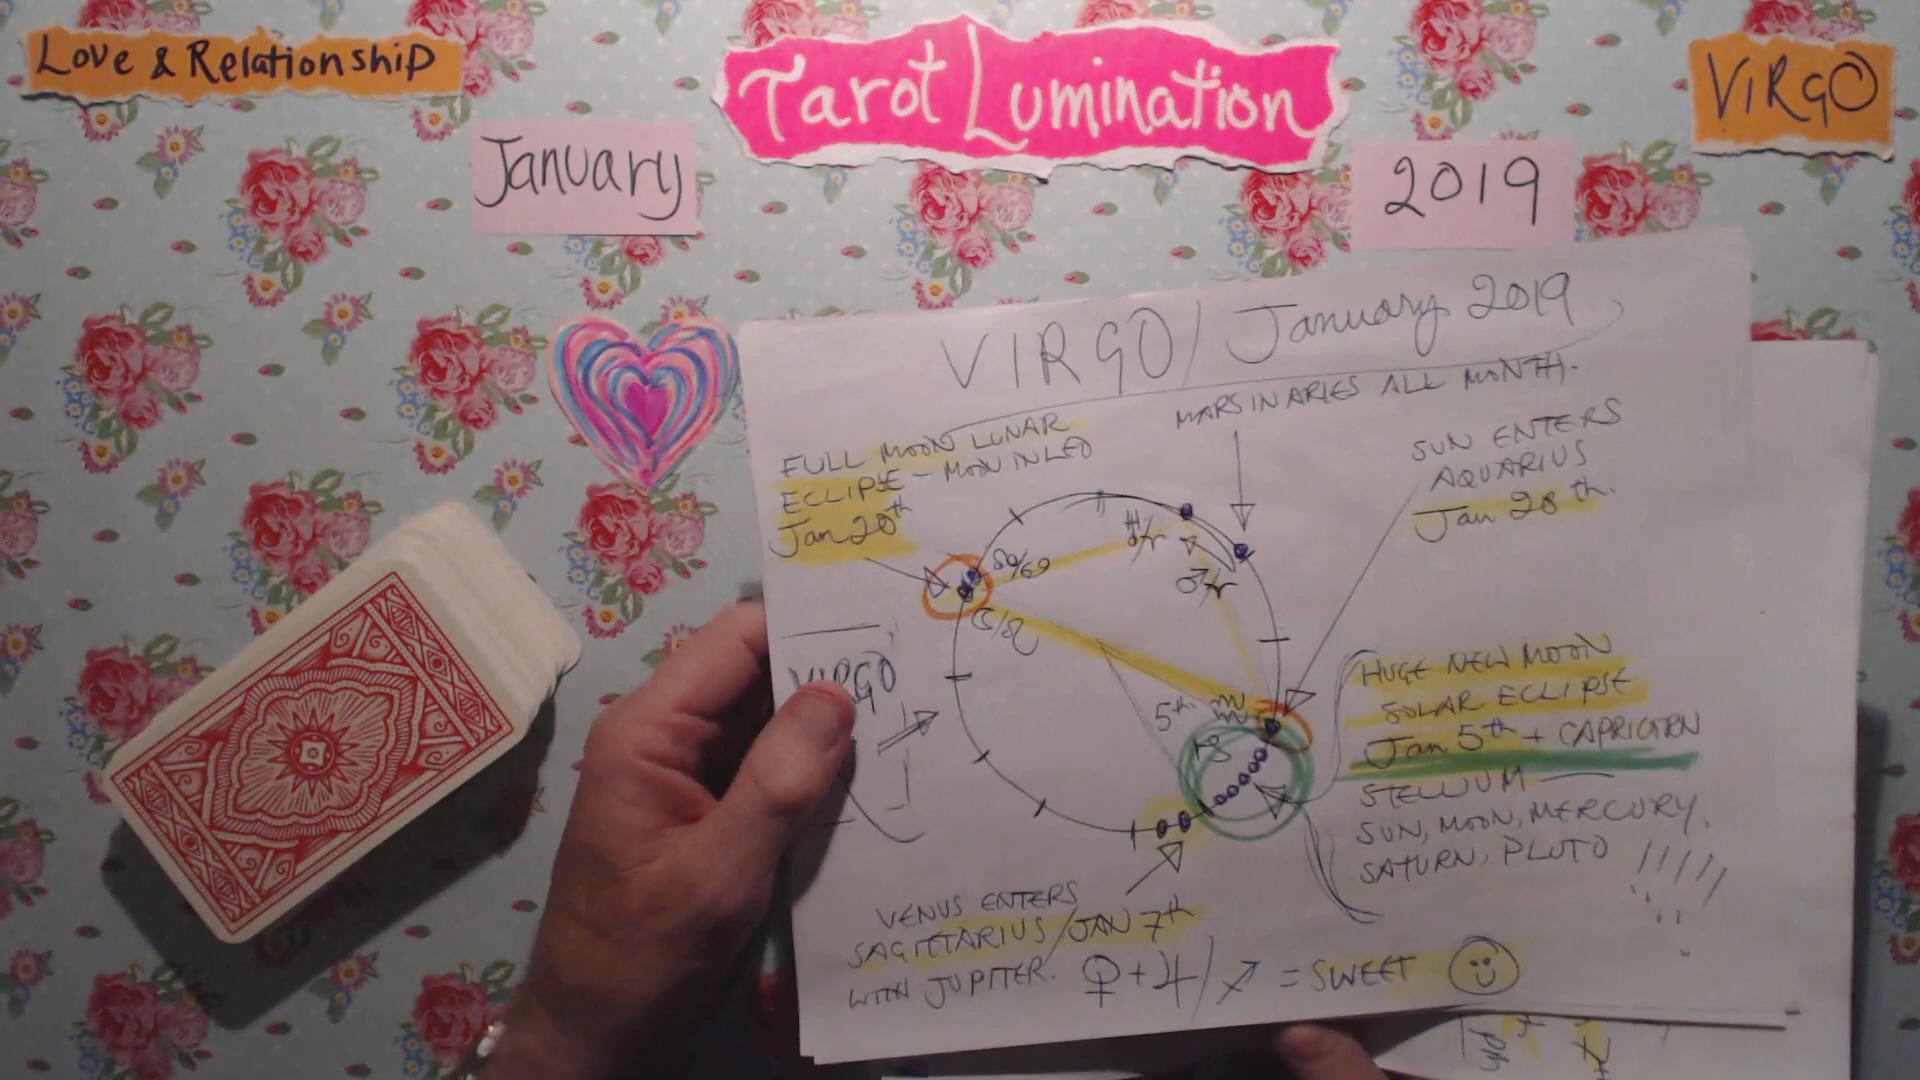 Love & Relationship
Tarot Lumination
VIRGO
January
2019
VIRGO/ January 2019
MARS IN ARIES ALL MONTH.
FULL MOON LUNAR
ECLIPSE - MOON IN LEO
Jan 20th
SUN ENTERS
AQUARIUS
Jan 20th.
VIRGO
5th
HUGE NEW MOON
SOLAR ECLIPSE
Jan 5th + CAPRICORN
STELLIUM —
SUN, MOON, MERCURY,
SATURN, PLUTO !!!!!
VENUS ENTERS
SAGITTARIUS / JAN 7th
WITH JUPITER. ♀ + ♃ / ♐ = SWEET